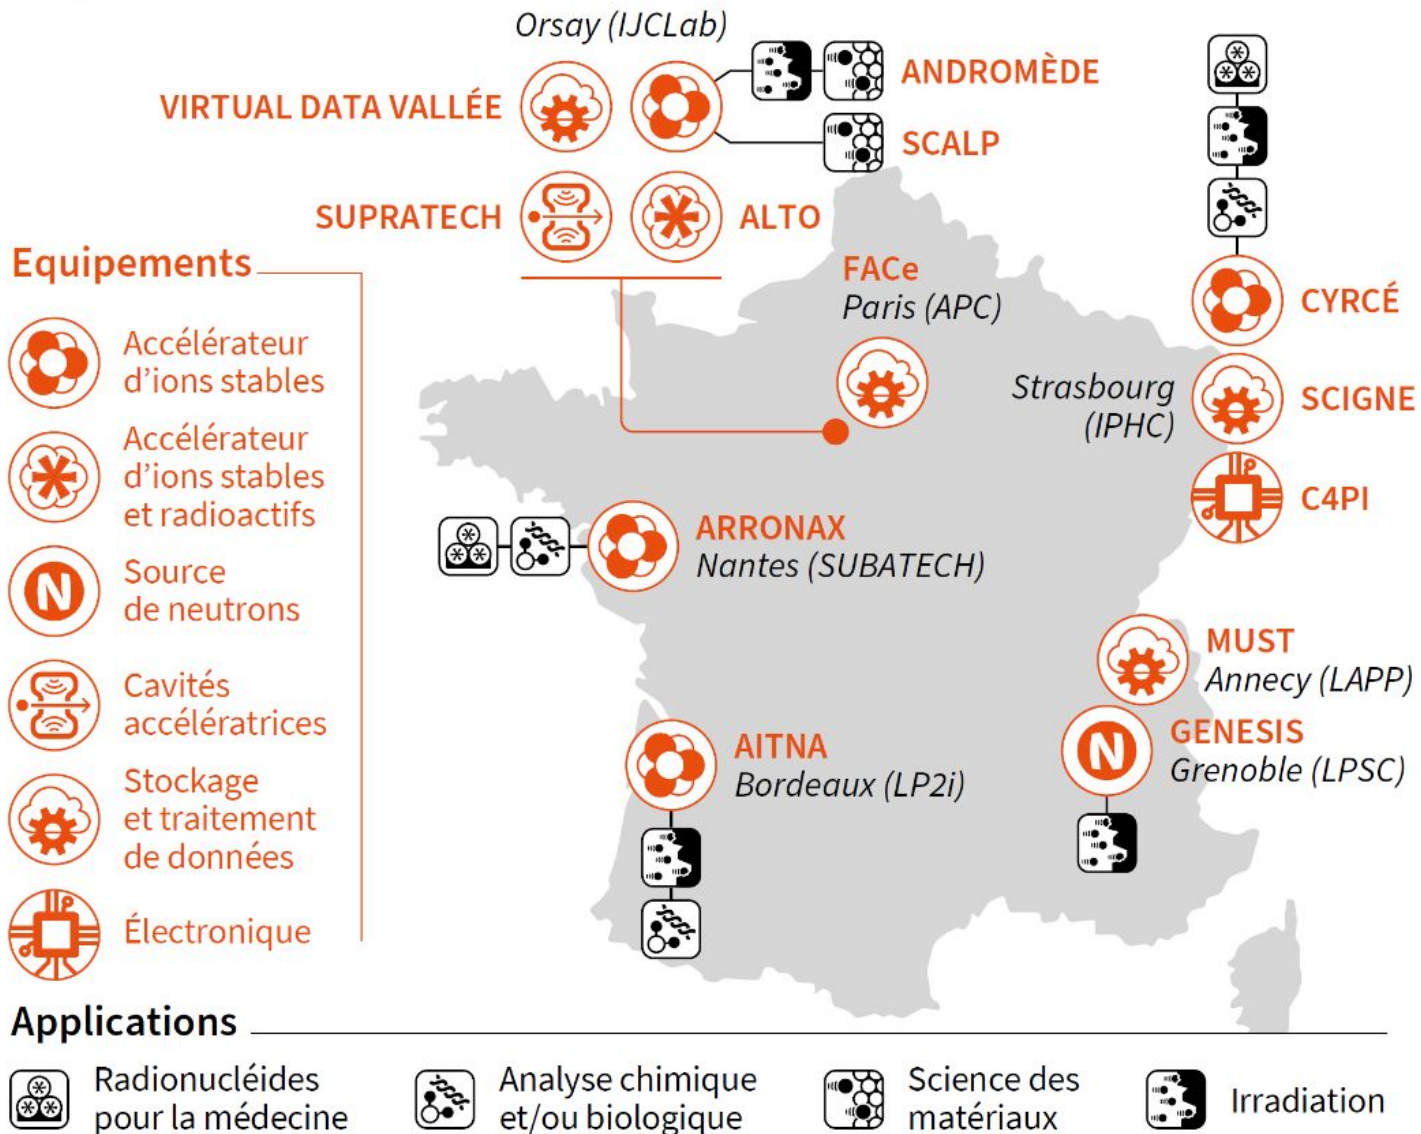 Orsay (IJCLab)
ANDROMÈDE
VIRTUAL DATA VALLÉE
SCALP
SUPRATECH
ALTO
FACe
Paris (APC)
CYRCÉ
Strasbourg
(IPHC)
SCIGNE
C4PI
ARRONAX
Nantes (SUBATECH)
MUST
Annecy (LAPP)
GENESIS
Grenoble (LPSC)
AITNA
Bordeaux (LP2i)
Equipements
Accélérateur
d'ions stables
Accélérateur
d'ions stables
et radioactifs
N
Source
de neutrons
Cavités
accélératrices
Stockage
et traitement
de données
Électronique
N
Applications
Radionucléides
pour la médecine
Analyse chimique
et/ou biologique
Science des
matériaux
Irradiation